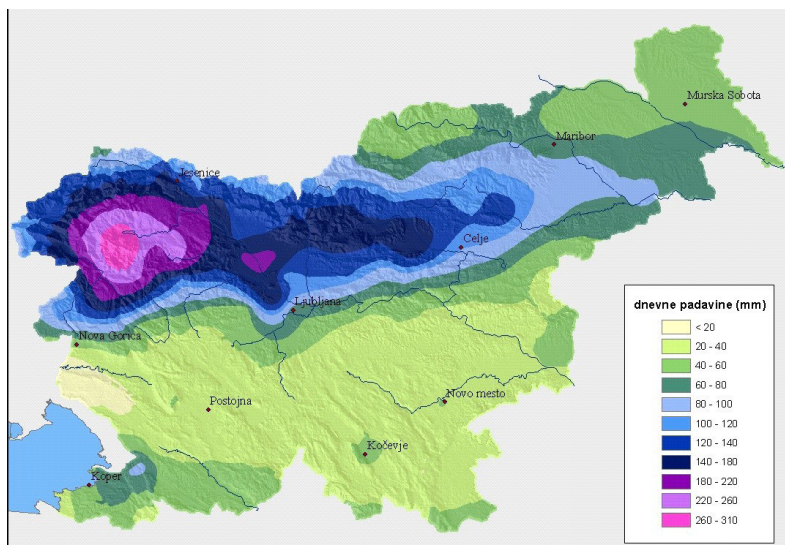 Murska Sobota
Maribor
Jesenice
Celje
Ljubljana
Nova Gorica
Postojna
Novo mesto
Kočevje
Koper
dnevne padavine (mm)
< 20
20 - 40
40 - 60
60 - 80
80 - 100
100 - 120
120 - 140
140 - 180
180 - 220
220 - 260
260 - 310